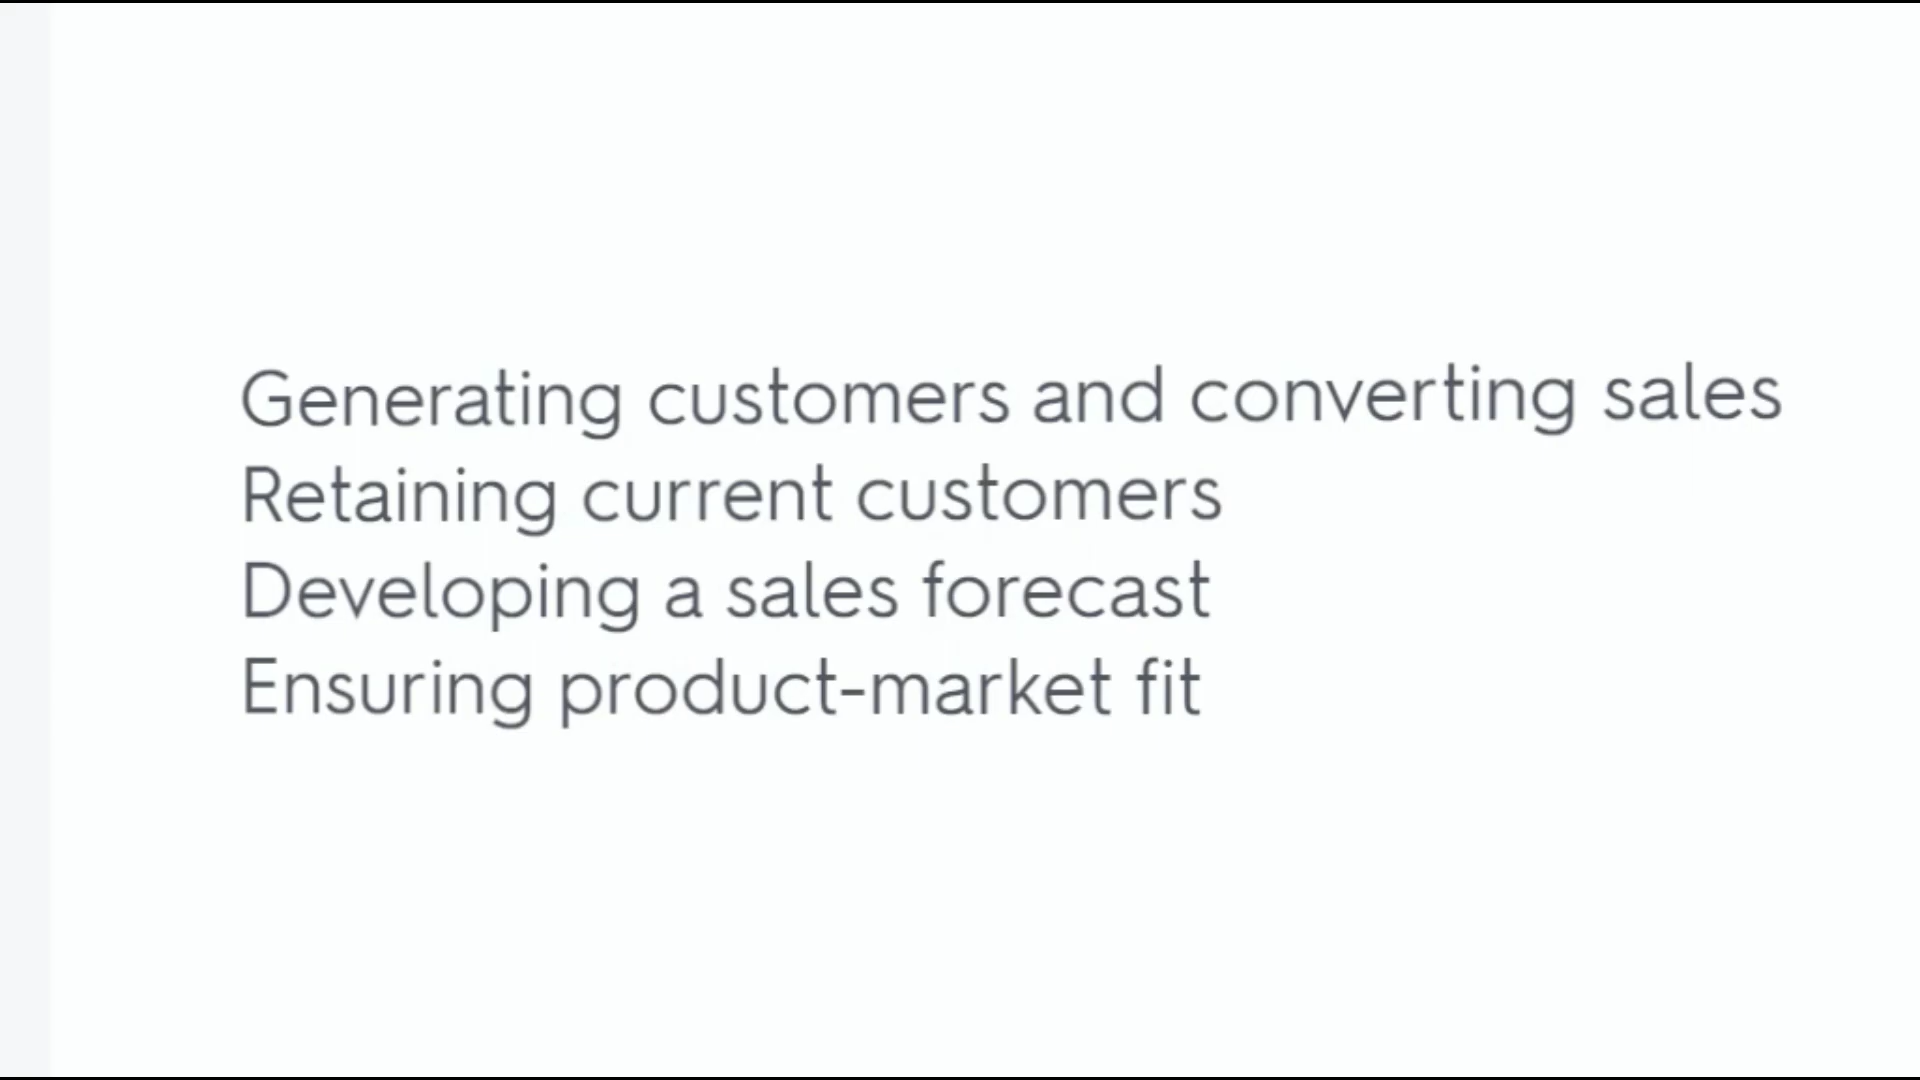 Generating customers and converting sales
Retaining current customers
Developing a sales forecast
Ensuring product-market fit